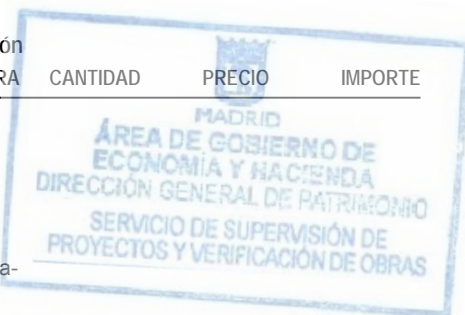 ón
RA CANTIDAD PRECIO IMPORTE
MADRID
ÁREA DE GOBIERNO DE
ECONOMÍA Y HACIENDA
DIRECCIÓN GENERAL DE PATRIMONIO
SERVICIO DE SUPERVISIÓN DE
PROYECTOS Y VERIFICACIÓN DE OBRAS
a-